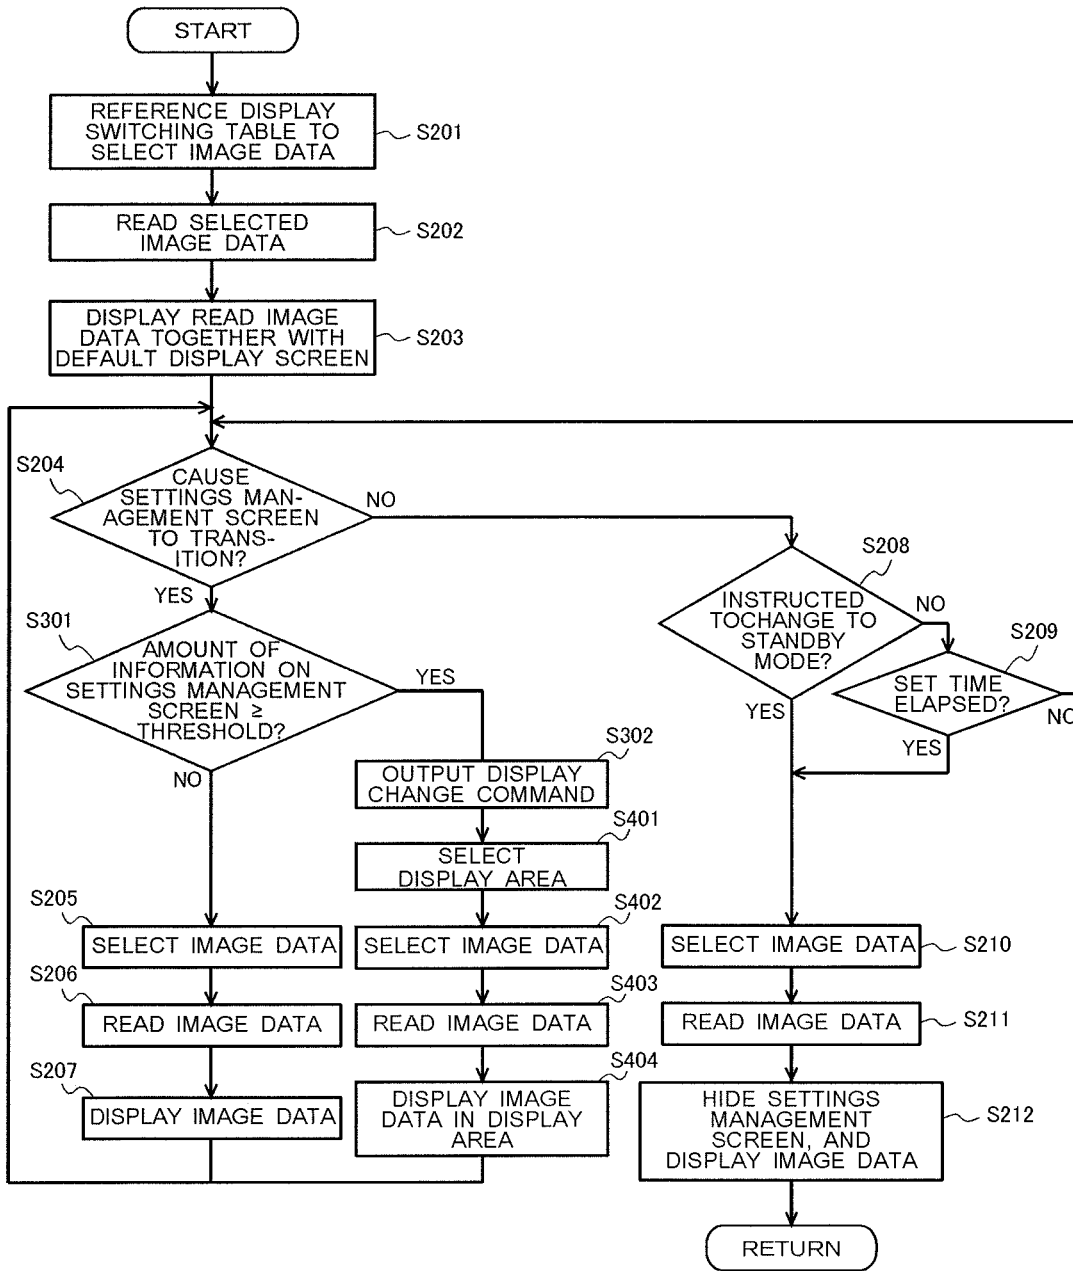 START
REFERENCE DISPLAY
SWITCHING TABLE TO
SELECT IMAGE DATA
S201
READ SELECTED
IMAGE DATA
S202
DISPLAY READ IMAGE
DATA TOGETHER WITH
DEFAULT DISPLAY SCREEN
S203
S204
CAUSE
SETTINGS MAN-
AGEMENT SCREEN
TO TRANS-
ITION?
NO
YES
S301
AMOUNT OF
INFORMATION ON
SETTINGS MANAGEMENT
SCREEN ≥
THRESHOLD?
YES
NO
S302
OUTPUT DISPLAY
CHANGE COMMAND
S401
SELECT
DISPLAY AREA
S205
SELECT IMAGE DATA
S206
READ IMAGE DATA
S207
DISPLAY IMAGE DATA
S402
SELECT IMAGE DATA
S403
READ IMAGE DATA
S404
DISPLAY IMAGE
DATA IN DISPLAY
AREA
S208
INSTRUCTED
TOCHANGE TO
STANDBY
MODE?
NO
YES
S209
SET TIME
ELAPSED?
NO
YES
SELECT IMAGE DATA
S210
READ IMAGE DATA
S211
HIDE SETTINGS
MANAGEMENT
SCREEN, AND
DISPLAY IMAGE DATA
S212
RETURN